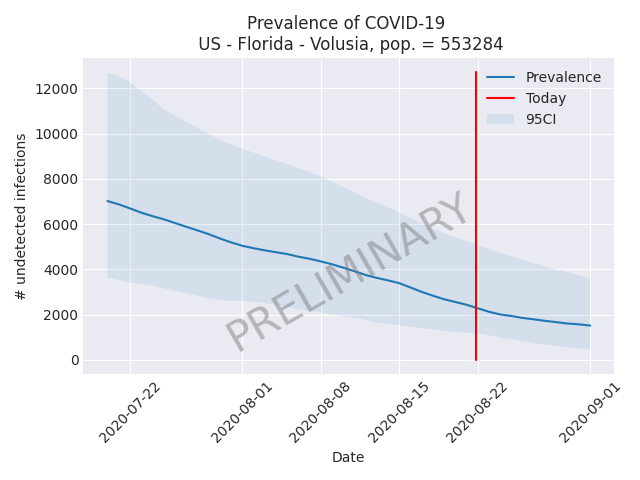 Prevalence of COVID-19
US - Florida - Volusia, pop. = 553284
Prevalence
Today
95CI
12000
10000
8000
6000
4000
2000
0
# undetected infections
PRELIMINARY
2020-07-22
2020-08-01
2020-08-08
2020-08-15
2020-08-22
2020-09-01
Date